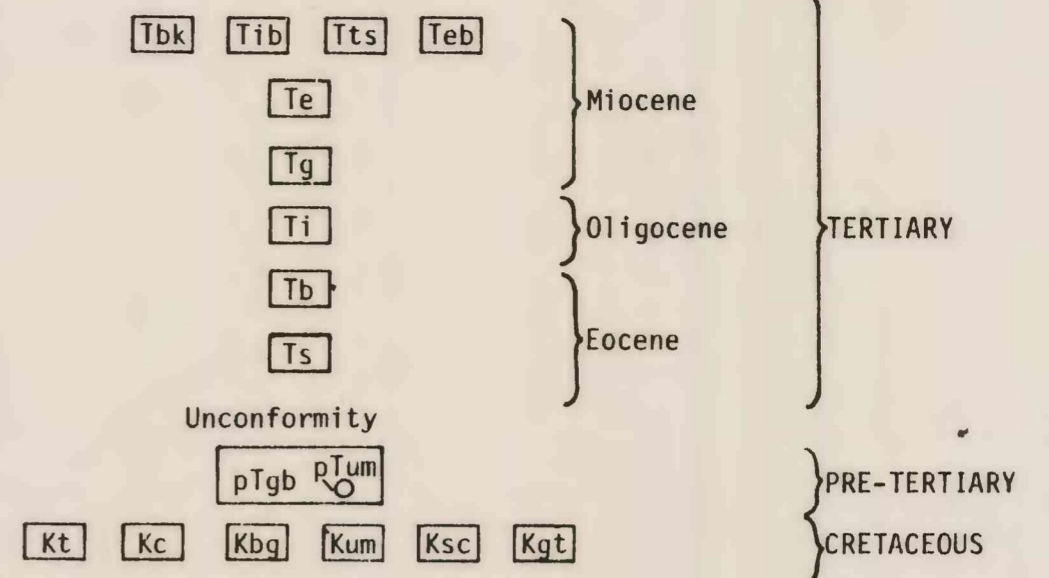 Tbk Tib Tts Teb
Te Miocene
Tg
Ti Oligocene TERTIARY
Tb
Ts Eocene
Unconformity
pTgb pTum PRE-TERTIARY
Kt Kc Kbg Kum Ksc Kgt CRETACEOUS